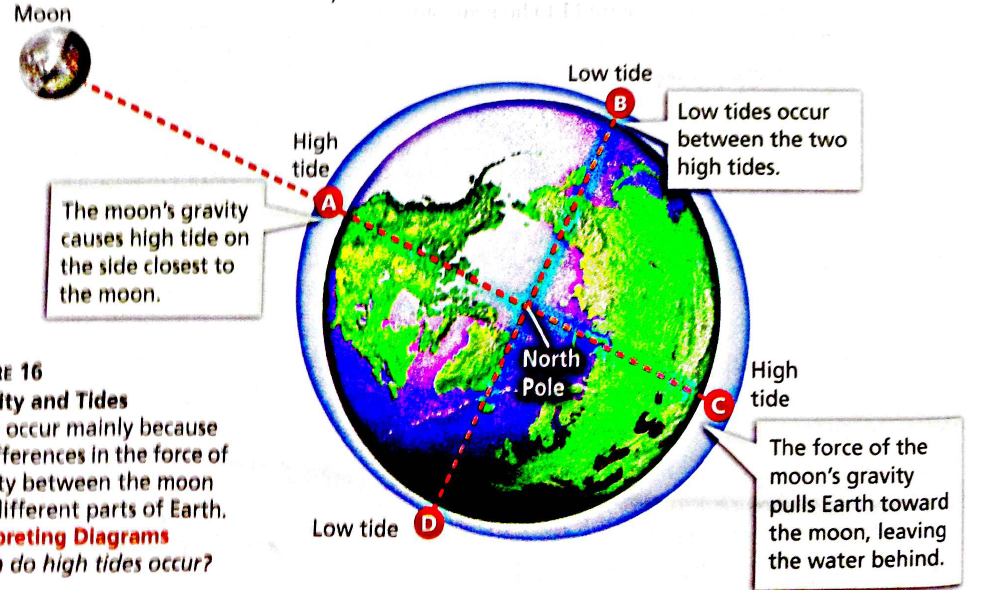 Moon
Low tide
B
Low tides occur
between the two
high tides.
High
tide
A
The moon's gravity
causes high tide on
the side closest to
the moon.
North
Pole
High
tide
C
The force of the
moon's gravity
pulls Earth toward
the moon, leaving
the water behind.
Low tide
D
RE 16
ity and Tides
occur mainly because
fferences in the force of
ty between the moon
different parts of Earth.
preting Diagrams
do high tides occur?